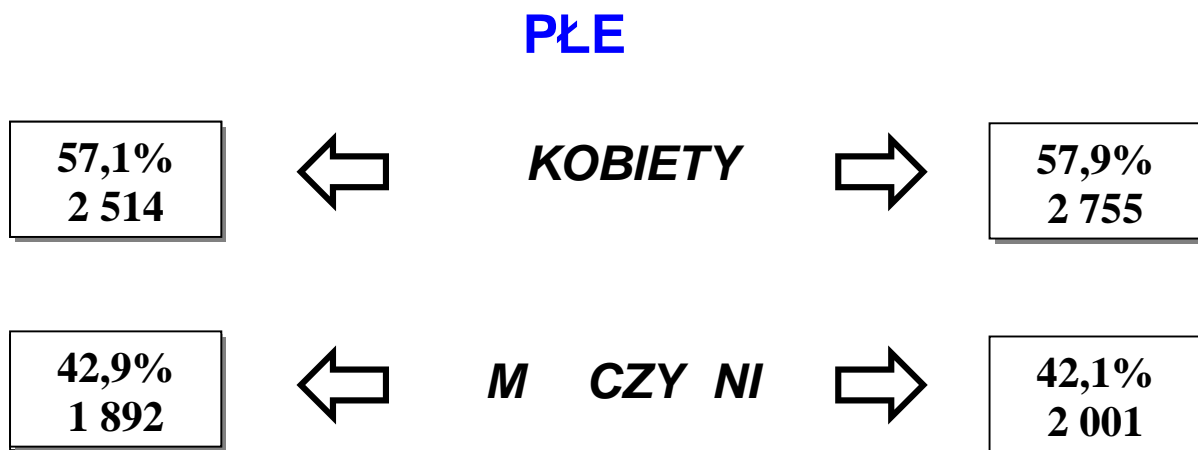 PŁE
57,1%
2 514
KOBIETY
57,9%
2 755
42,9%
1 892
M CZY NI
42,1%
2 001